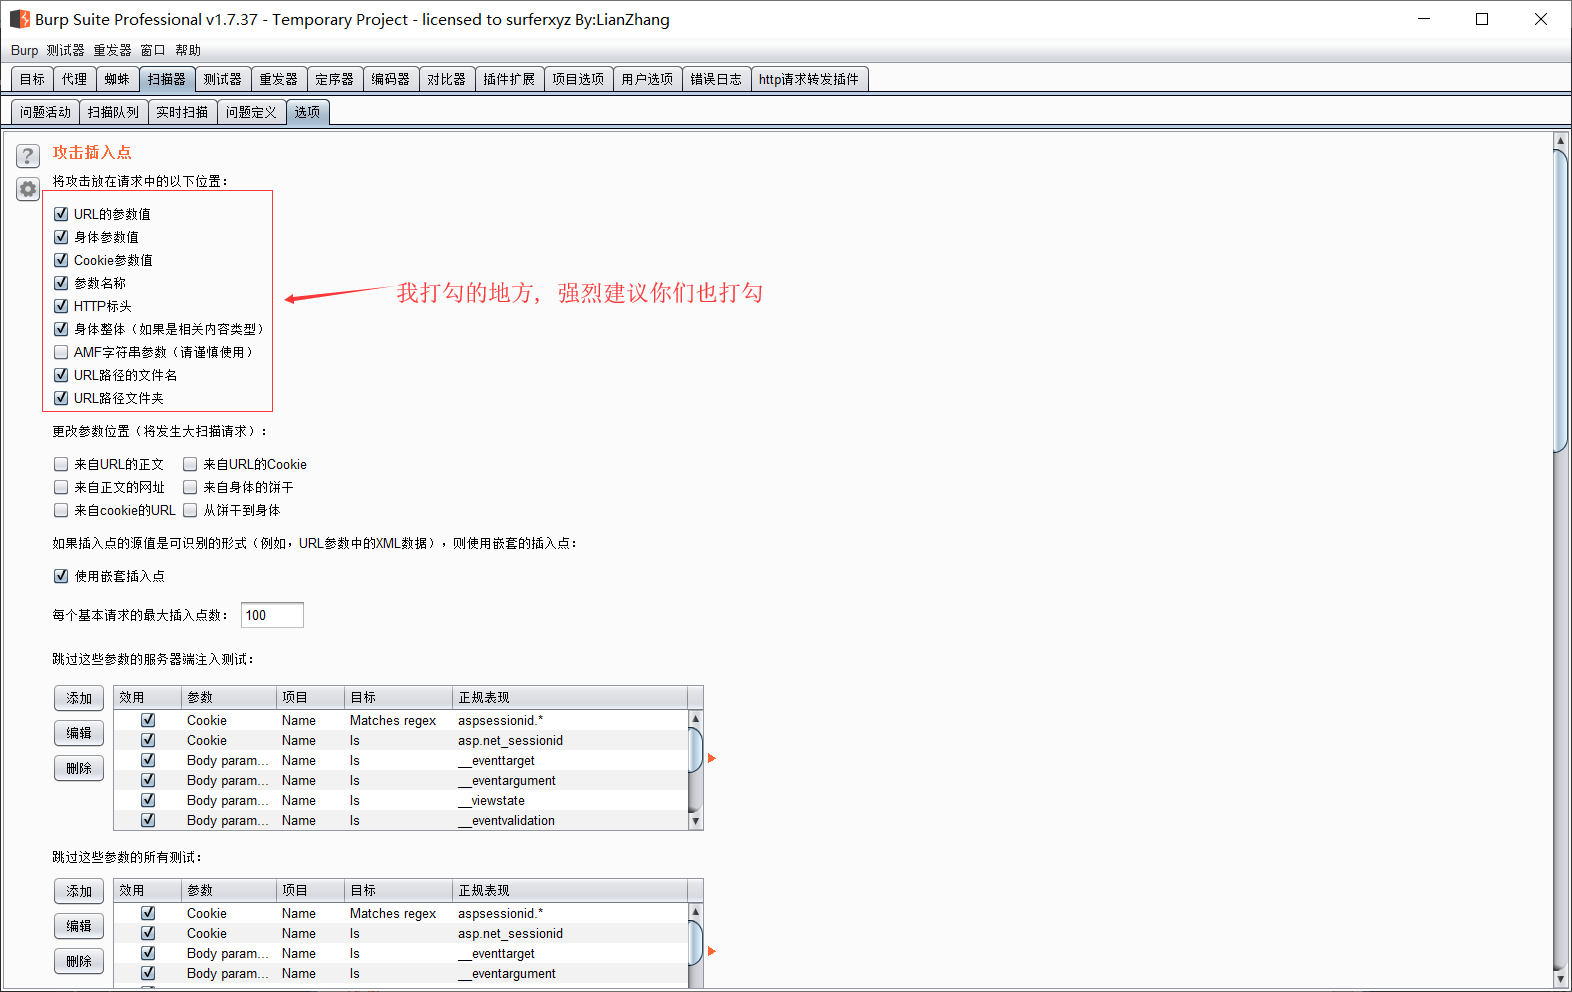 Burp Suite Professional v1.7.37 - Temporary Project - licensed to surferxyz By:LianZhang
Burp 测试器 重发器 窗口 帮助
目标 代理 蜘蛛 扫描器 测试器 重发器 定序器 编码器 对比器 插件扩展 项目选项 用户选项 错误日志 http请求转发插件
问题活动 扫描队列 实时扫描 问题定义 选项
? 攻击插入点
将攻击放在请求中的以下位置：
URL的参数值
身体参数值
Cookie参数值
参数名称
我打勾的地方，强烈建议你们也打勾
HTTP标头
身体整体（如果是相关内容类型）
AMF字符串参数（请谨慎使用）
URL路径的文件名
URL路径文件夹
更改参数位置（将发生大扫描请求）：
来自URL的正文 来自URL的Cookie
来自正文的网址 来自身体的饼干
来自cookie的URL 从饼干到身体
如果插入点的源值是可识别的形式（例如，URL参数中的XML数据），则使用嵌套的插入点：
使用嵌套插入点
每个基本请求的最大插入点数： 100
跳过这些参数的服务器端注入测试：
添加 效用 参数 项目 目标 正规表现
Cookie Name Matches regex aspsessionid.*
编辑 Cookie Name Is asp.net_sessionid
删除 Body param... Name Is __eventtarget
Body param... Name Is __eventargument
Body param... Name Is __viewstate
Body param... Name Is __eventvalidation
跳过这些参数的所有测试：
添加 效用 参数 项目 目标 正规表现
Cookie Name Matches regex aspsessionid.*
编辑 Cookie Name Is asp.net_sessionid
删除 Body param... Name Is __eventtarget
Body param... Name Is __eventargument